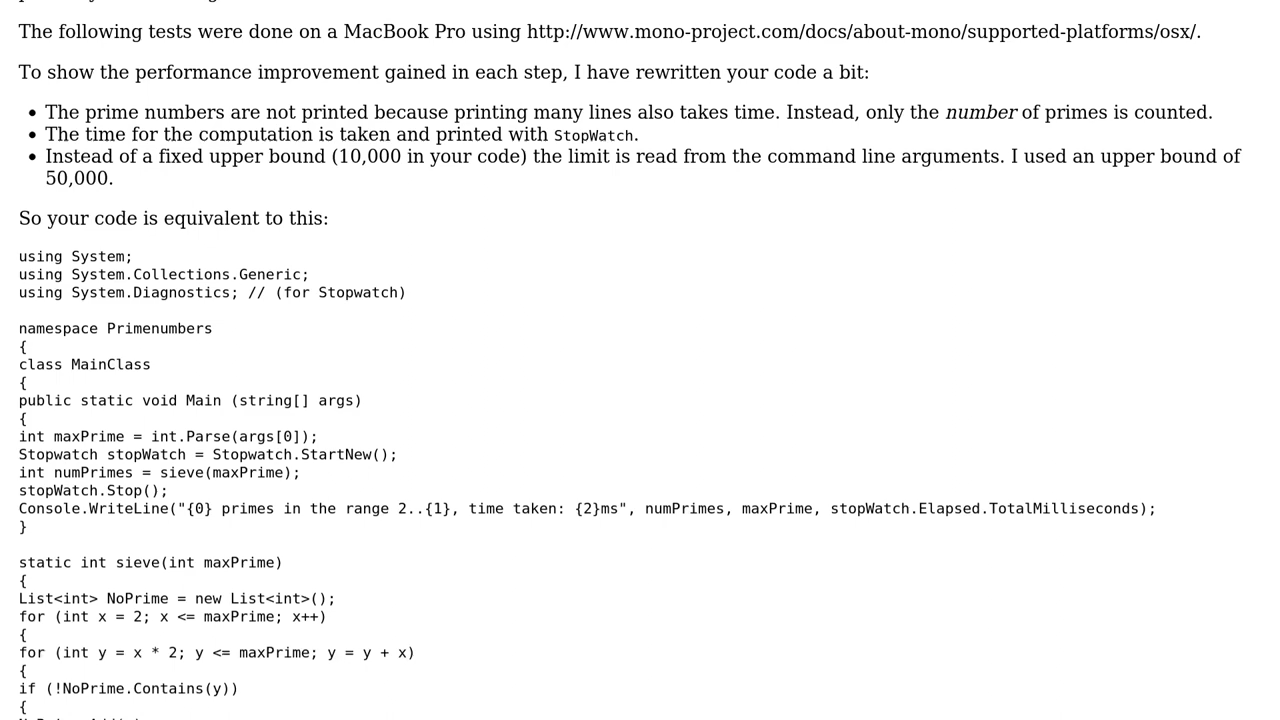 The following tests were done on a MacBook Pro using http://www.mono-project.com/docs/about-mono/supported-platforms/osx/.
To show the performance improvement gained in each step, I have rewritten your code a bit:
• The prime numbers are not printed because printing many lines also takes time. Instead, only the number of primes is counted.
• The time for the computation is taken and printed with StopWatch.
• Instead of a fixed upper bound (10,000 in your code) the limit is read from the command line arguments. I used an upper bound of
50,000.
So your code is equivalent to this:
using System;
using System.Collections.Generic;
using System.Diagnostics; // (for Stopwatch)
namespace Primenumbers
{
class MainClass
{
public static void Main (string[] args)
{
int maxPrime = int.Parse(args[0]);
Stopwatch stopWatch = Stopwatch.StartNew();
int numPrimes = sieve(maxPrime);
stopWatch.Stop();
Console.WriteLine("{0} primes in the range 2..{1}, time taken: {2}ms", numPrimes, maxPrime, stopWatch.Elapsed.TotalMilliseconds);
}
static int sieve(int maxPrime)
{
List<int> NoPrime = new List<int>();
for (int x = 2; x <= maxPrime; x++)
{
for (int y = x * 2; y <= maxPrime; y = y + x)
{
if (!NoPrime.Contains(y))
{